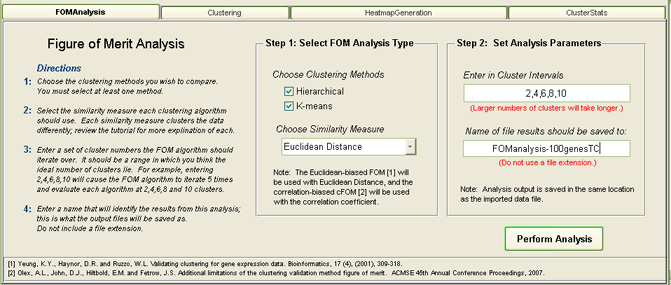 FOMAnalysis
Clustering
HeatmapGeneration
ClusterStats
Figure of Merit Analysis
Directions
1: Choose the clustering methods you wish to compare.
You must select at least one method.
2: Select the similarity measure each clustering algorithm
should use. Each similarity measure clusters the data
differently; review the tutorial for more explination of each.
3: Enter a set of cluster numbers the FOM algorithm should
iterate over. It should be a range in which you think the
ideal number of clusters lie. For example, entering
2,4,6,8,10 will cause the FOM algorithm to iterate 5 times
and evaluate each algorithm at 2,4,6,8 and 10 clusters.
4: Enter a name that will identify the results from this analysis;
this is what the output files will be saved as.
Do not include a file extension.
Step 1: Select FOM Analysis Type
Choose Clustering Methods
Hierarchical
K-means
Choose Similarity Measure
Euclidean Distance
Note: The Euclidean-biased FOM [1] will
be used with Euclidean Distance, and the
correlation-biased cFOM [2] will be used
with the correlation coefficient.
Step 2: Set Analysis Parameters
Enter in Cluster Intervals
2,4,6,8,10
(Larger numbers of clusters will take longer.)
Name of file results should be saved to:
FOManalysis-100genesTC
(Do not use a file extension.)
Note: Analysis output is saved in the same location
as the imported data file.
Perform Analysis
[1] Yeung, K.Y., Haynor, D.R. and Ruzzo, W.L. Validating clustering for gene expression data. Bioinformatics, 17 (4), (2001), 309-318.
[2] Olex, A.L., John, D.J., Hiltbold, E.M. and Fetrow, J.S. Additional limitations of the clustering validation method figure of merit. ACMSE 45th Annual Conference Proceedings, 2007.